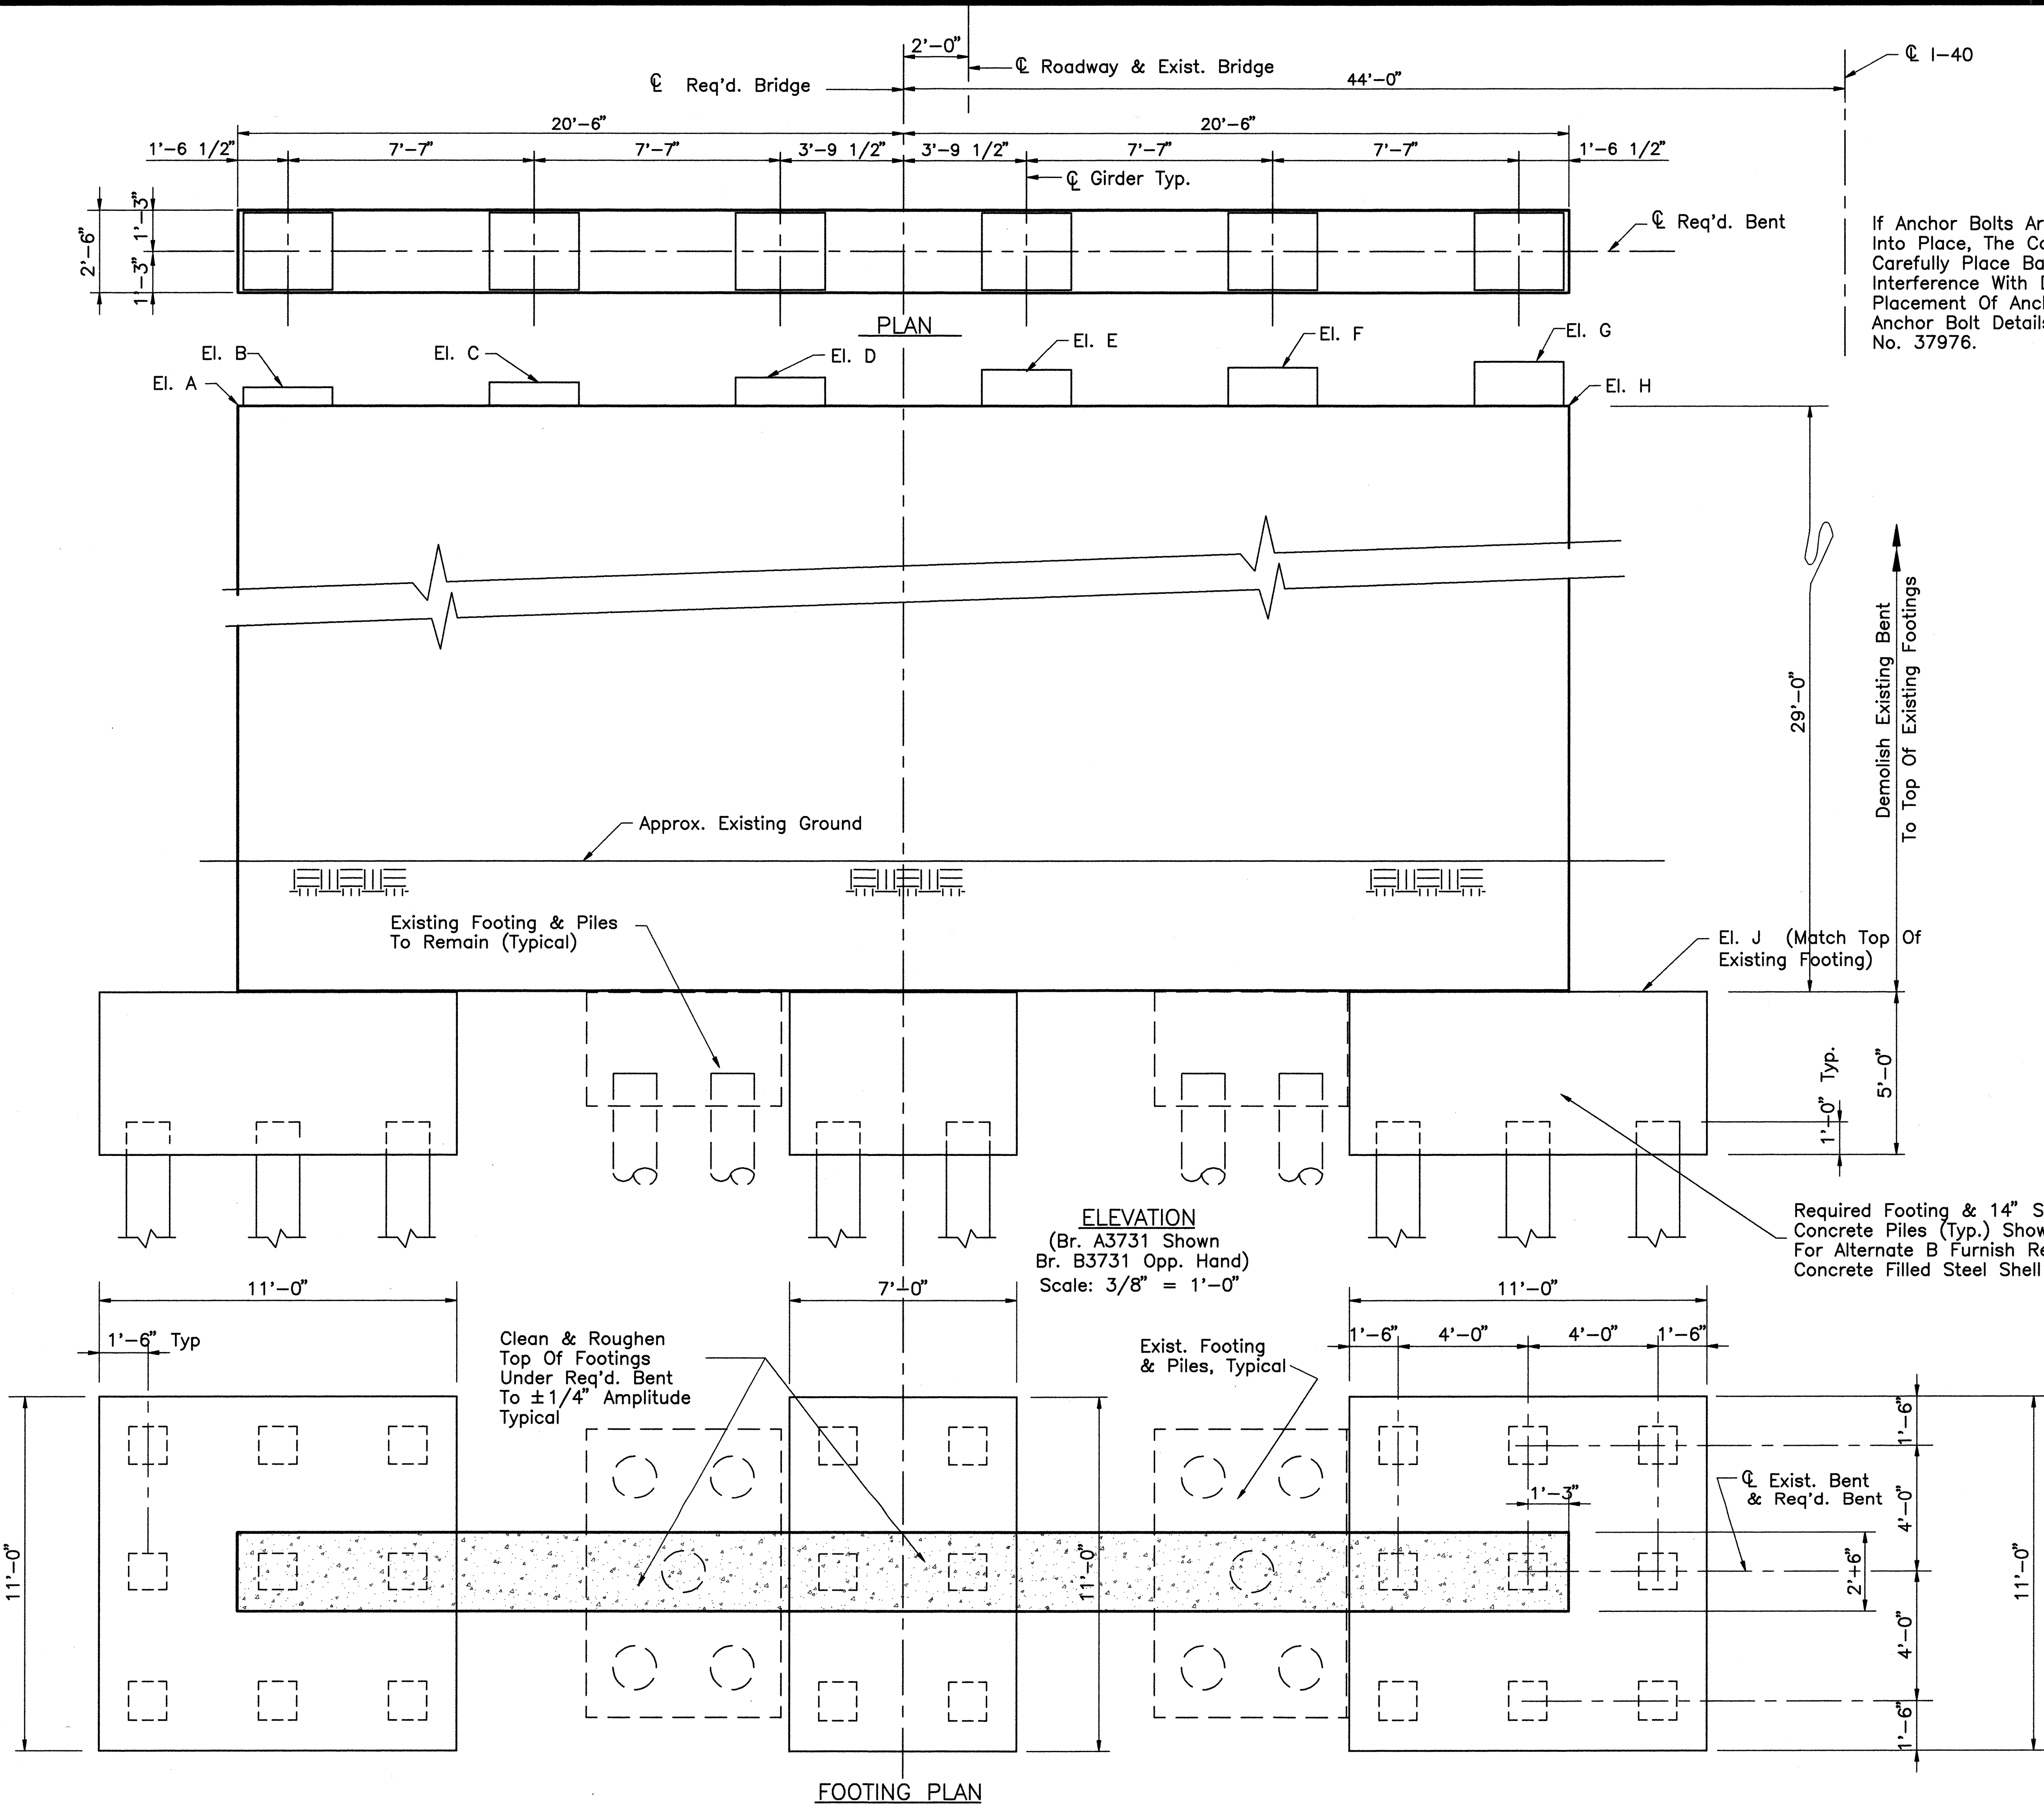 2'-0"
℄ Roadway & Exist. Bridge
℄ I-40
℄ Req'd. Bridge
44'-0"
20'-6"
20'-6"
1'-6 1/2"
7'-7"
7'-7"
3'-9 1/2"
3'-9 1/2"
7'-7"
7'-7"
1'-6 1/2"
℄ Girder Typ.
2'-6"
1'-3"
1'-3"
℄ Req'd. Bent
If Anchor Bolts
Into Place, The
Carefully Place
Interference With
Placement Of
Anchor Bolt
No. 37976.
PLAN
El. A
El. B
El. C
El. D
El. E
El. F
El. G
El. H
29'-0"
Demolish Existing Bent
To Top Of Existing Footings
Approx. Existing Ground
Existing Footing & Piles
To Remain (Typical)
El. J (Match Top Of
Existing Footing)
1'-0" Typ.
5'-0"
Required Footing & 14"
Concrete Piles (Typ.)
For Alternate B Furnish
Concrete Filled Steel Shell
ELEVATION
(Br. A3731 Shown
Br. B3731 Opp. Hand)
Scale: 3/8" = 1'-0"
11'-0"
7'-0"
11'-0"
1'-6" Typ
Clean & Roughen
Top Of Footings
Under Req'd. Bent
To ±1/4" Amplitude
Typical
Exist. Footing
& Piles, Typical
1'-6"
4'-0"
4'-0"
1'-6"
1'-3"
℄ Exist. Bent
& Req'd. Bent
11'-0"
11'-0"
2'-6"
1'-6"
4'-0"
4'-0"
1'-6"
11'-0"
FOOTING PLAN